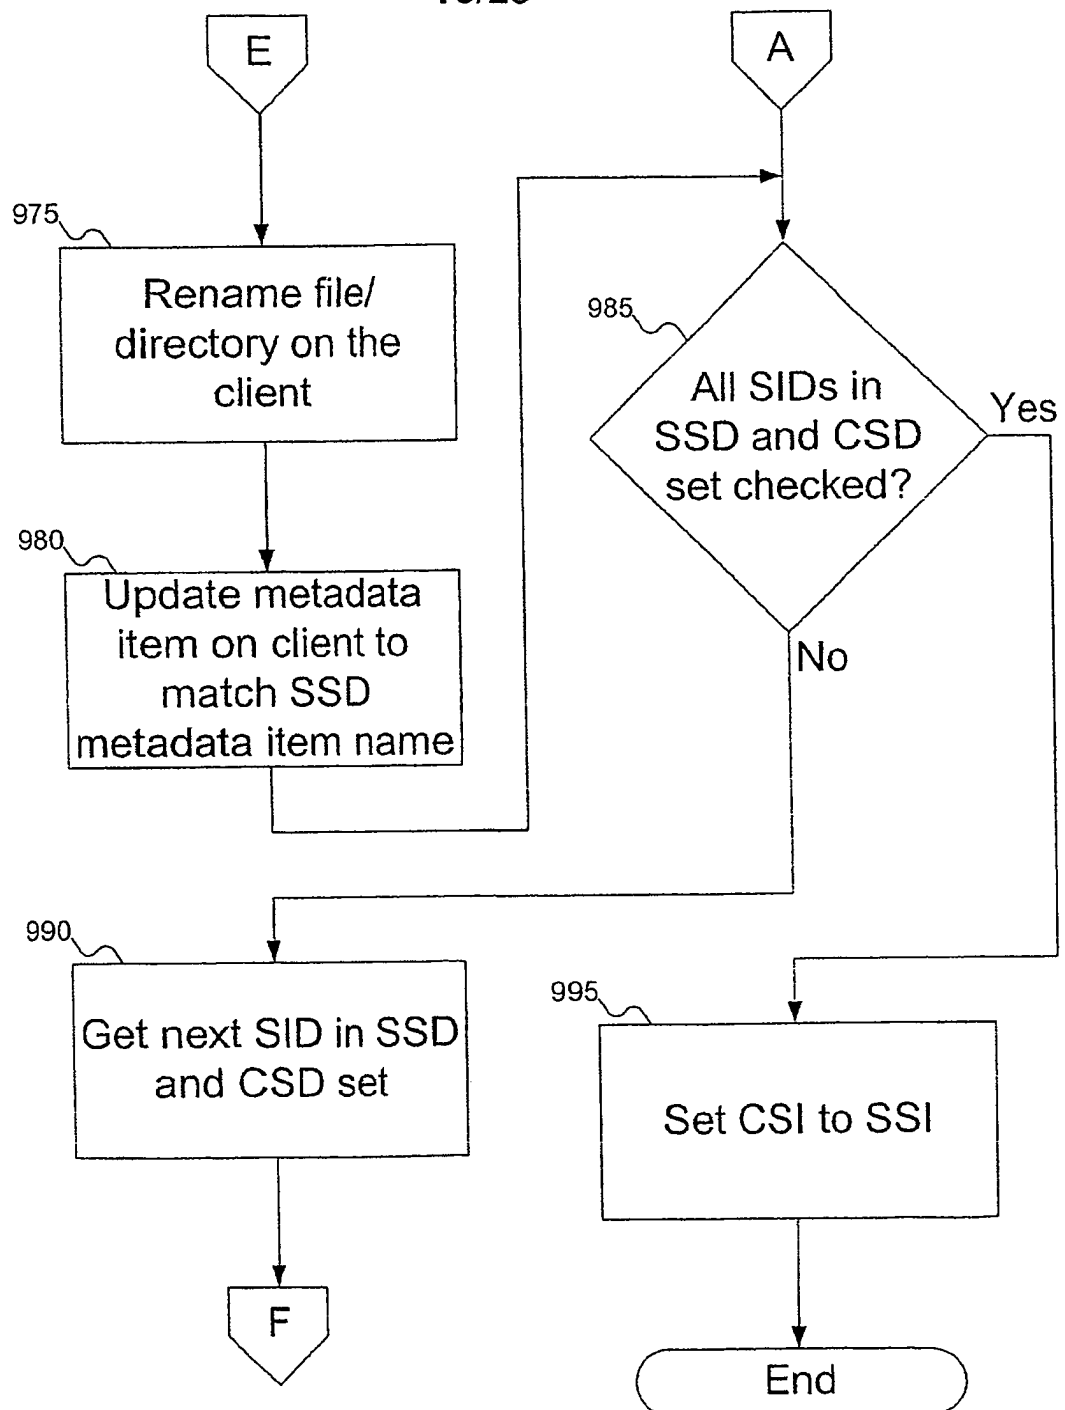 E
A
975
Rename file/
directory on the
client
985
All SIDs in
SSD and CSD
set checked?
Yes
980
Update metadata
item on client to
match SSD
metadata item name
No
990
Get next SID in SSD
and CSD set
995
Set CSI to SSI
F
End